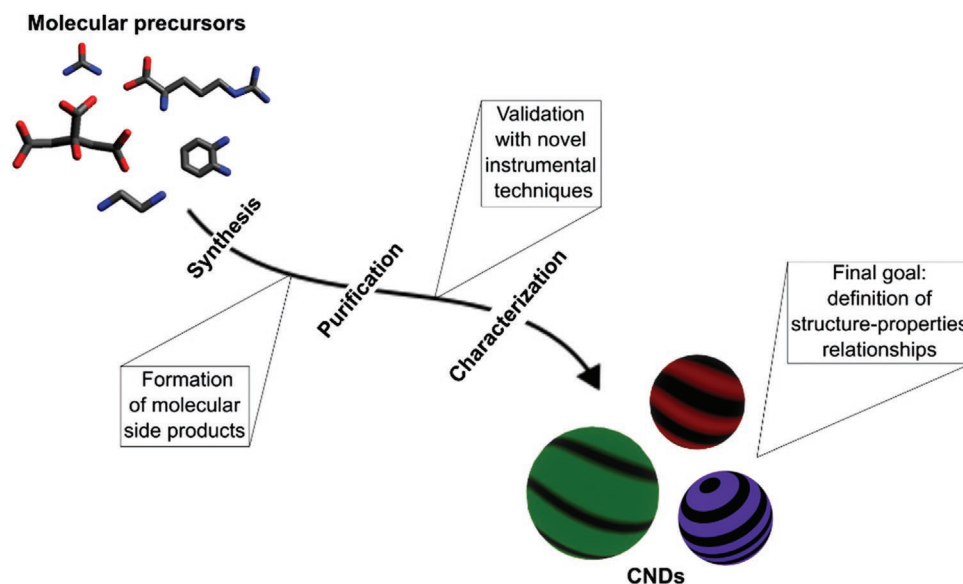 Molecular precursors
Validation
with novel
instrumental
techniques
Synthesis
Purification
Characterization
Final goal:
definition of
structure-properties
relationships
Formation
of molecular
side products
CNDs